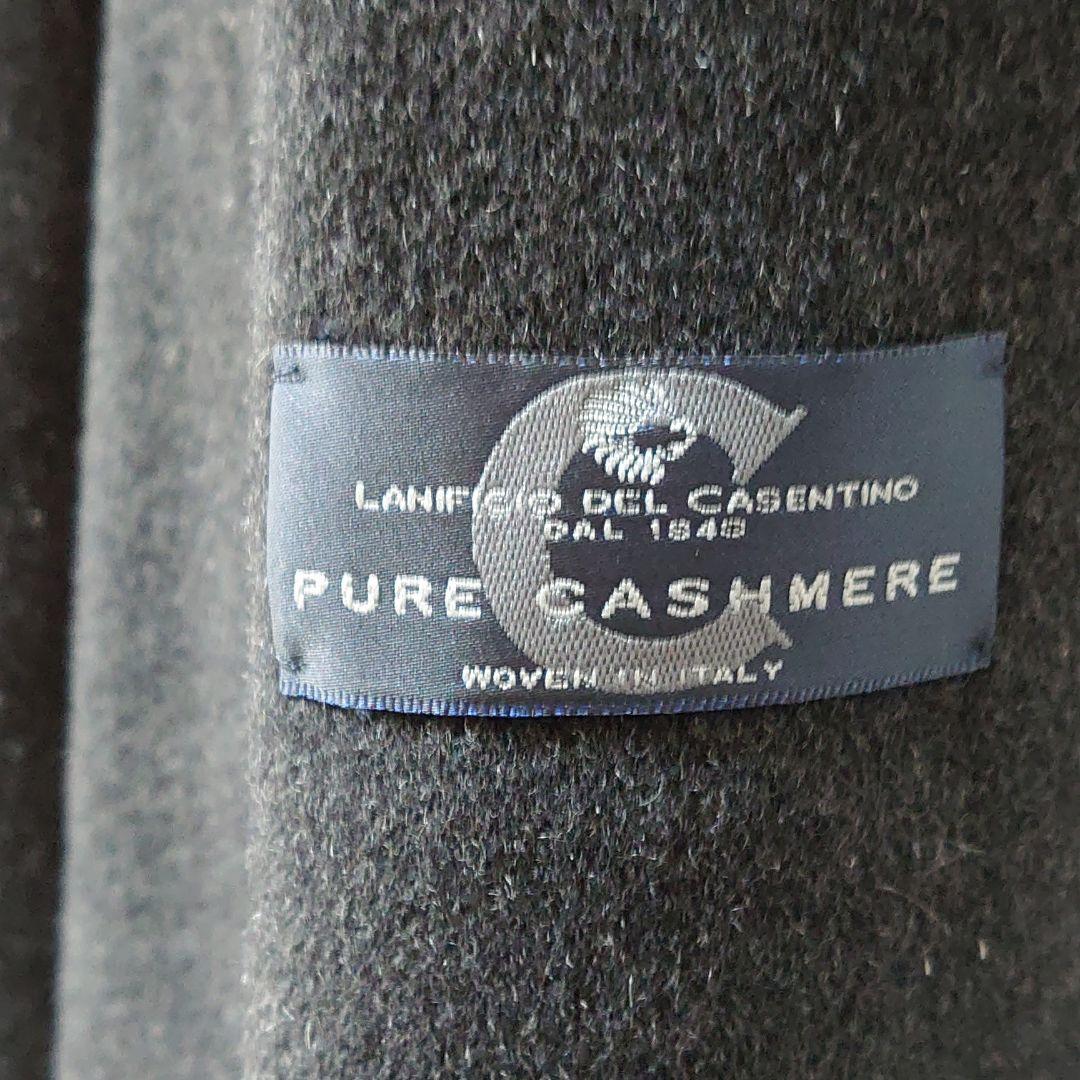 LANIFICIO DEL CASENTINO
DAL 1848
PURE CASHMERE
WOVEN IN ITALY